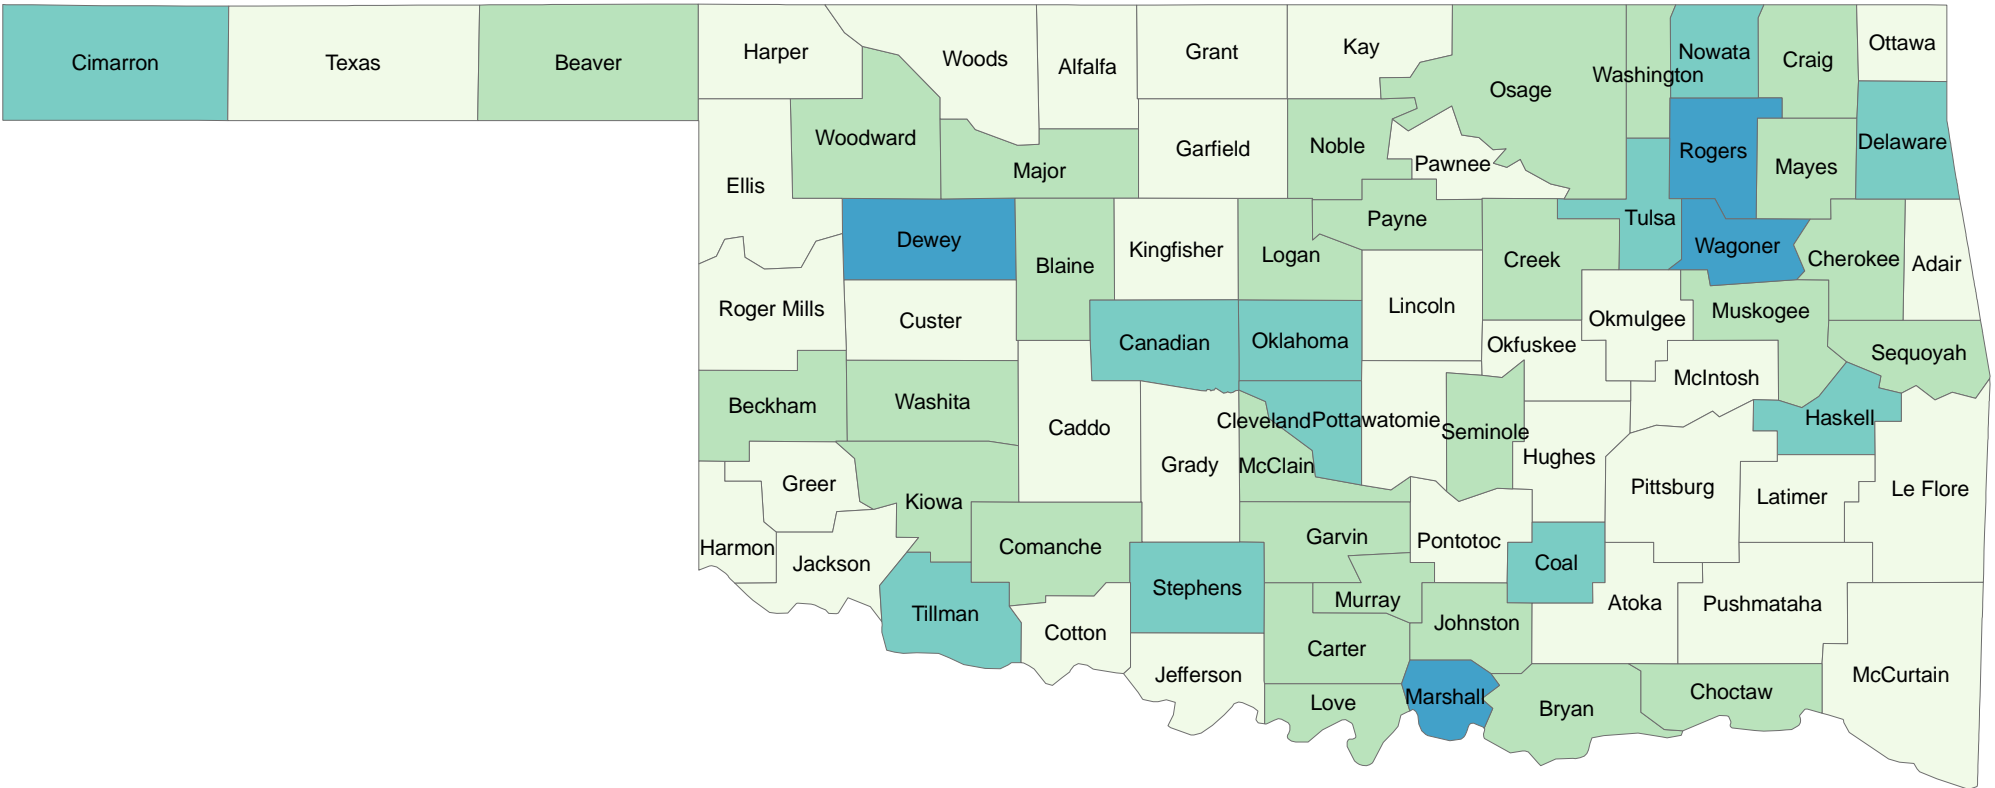 Cimarron
Texas
Beaver
Harper
Woods
Alfalfa
Grant
Kay
Osage
Washington
Nowata
Craig
Ottawa
Woodward
Major
Garfield
Noble
Pawnee
Rogers
Mayes
Delaware
Ellis
Dewey
Blaine
Kingfisher
Logan
Payne
Creek
Tulsa
Wagoner
Cherokee
Adair
Roger Mills
Custer
Canadian
Oklahoma
Lincoln
Okfuskee
Okmulgee
Muskogee
Sequoyah
McIntosh
Beckham
Washita
Caddo
Grady
Cleveland
Pottawatomie
Seminole
Hughes
Haskell
McClain
Greer
Kiowa
Pittsburg
Latimer
Le Flore
Harmon
Jackson
Comanche
Garvin
Pontotoc
Coal
Stephens
Tillman
Cotton
Murray
Johnston
Atoka
Pushmataha
Carter
Jefferson
Love
Marshall
Bryan
Choctaw
McCurtain